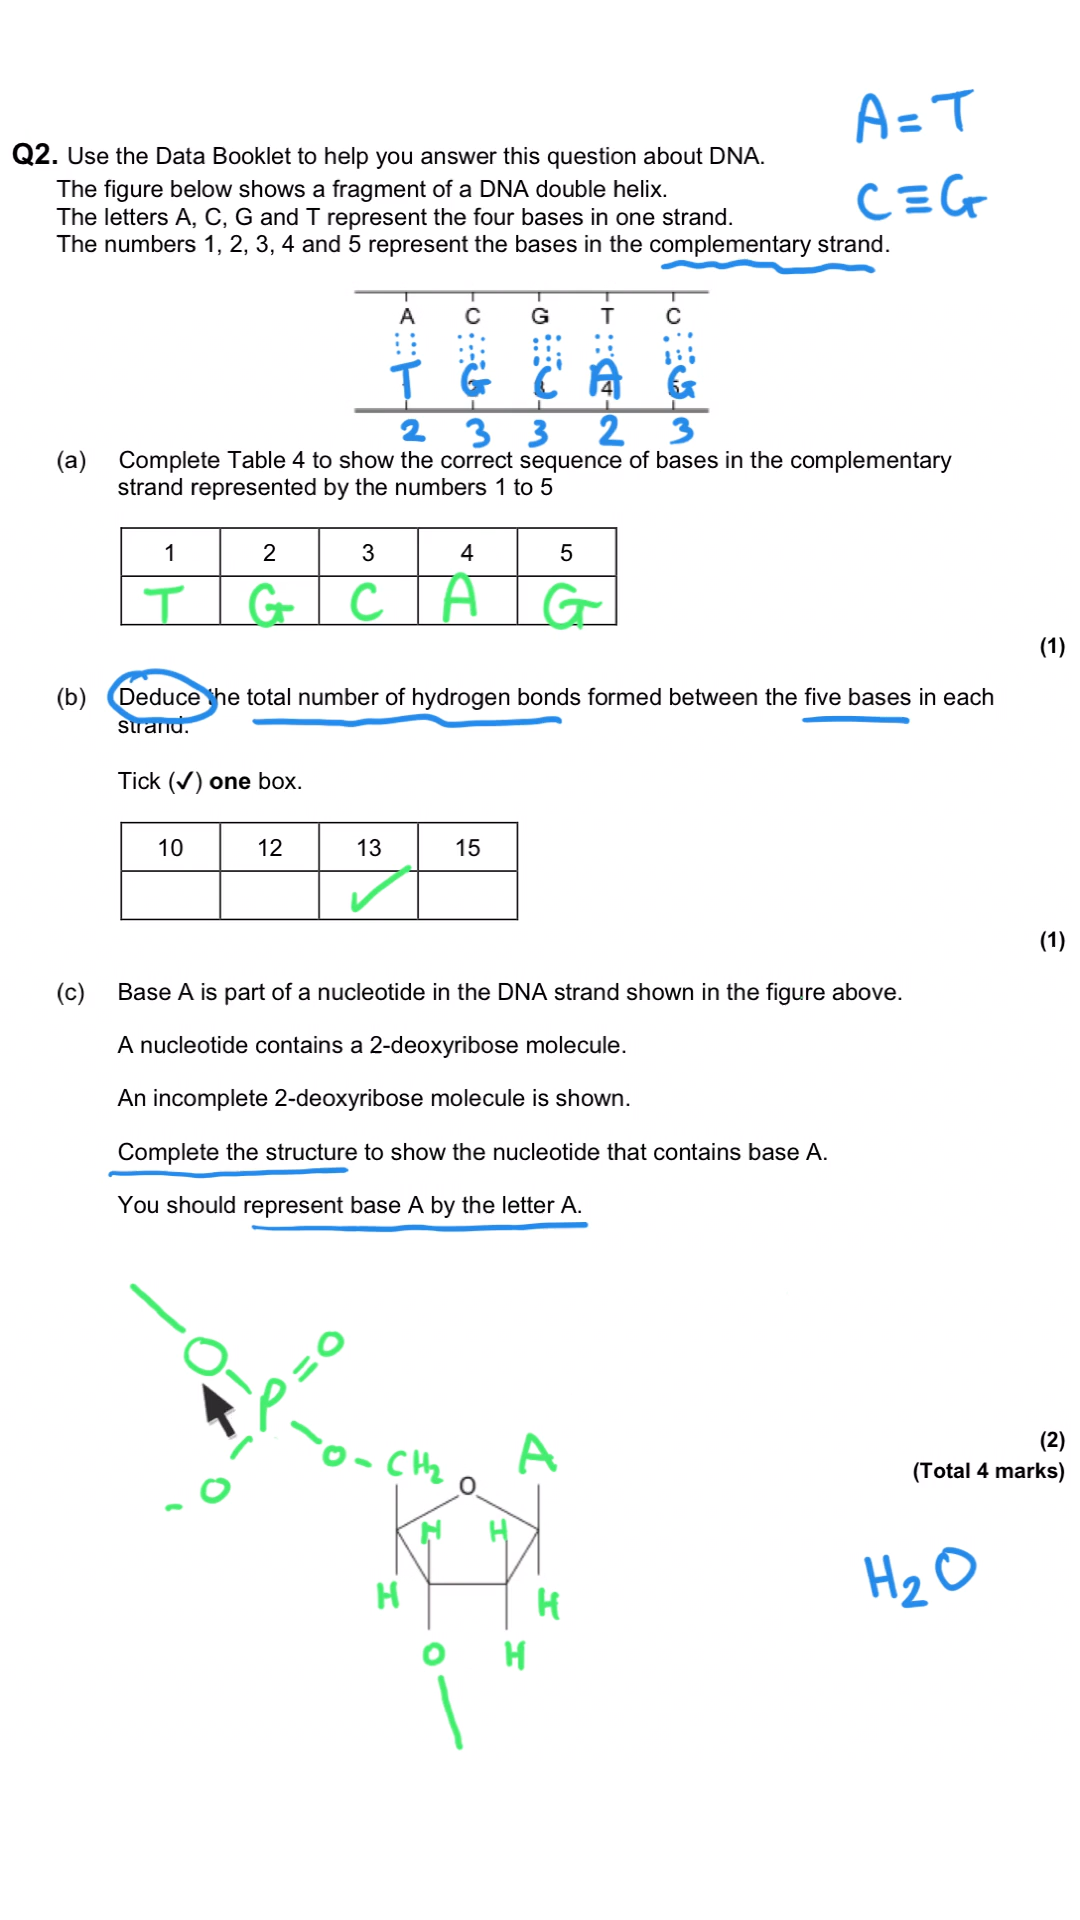 A=T
Q2. Use the Data Booklet to help you answer this question about DNA.
The figure below shows a fragment of a DNA double helix.
C≡G
The letters A, C, G and T represent the four bases in one strand.
The numbers 1, 2, 3, 4 and 5 represent the bases in the complementary strand.
A C G T C
T G C A G
4 5
2 3 3 2 3
(a) Complete Table 4 to show the correct sequence of bases in the complementary
strand represented by the numbers 1 to 5
1 2 3 4 5
T G C A G
(1)
(b) Deduce the total number of hydrogen bonds formed between the five bases in each
strand.
Tick (✓) one box.
10 12 13 15
✓
(1)
(c) Base A is part of a nucleotide in the DNA strand shown in the figure above.
A nucleotide contains a 2-deoxyribose molecule.
An incomplete 2-deoxyribose molecule is shown.
Complete the structure to show the nucleotide that contains base A.
You should represent base A by the letter A.
O P =O
(2)
O-CH2 A
(Total 4 marks)
-O
O
H H
H2O
H H
O H